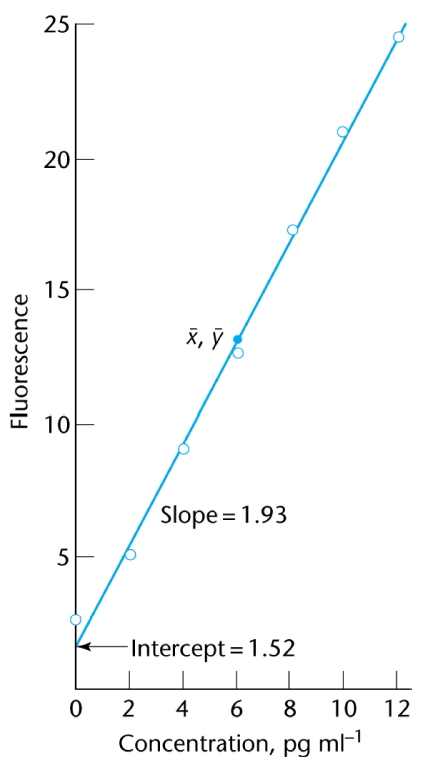 25
20
15
10
5
Fluorescence
x̄, ȳ
Slope = 1.93
Intercept = 1.52
0 2 4 6 8 10 12
Concentration, pg ml⁻¹